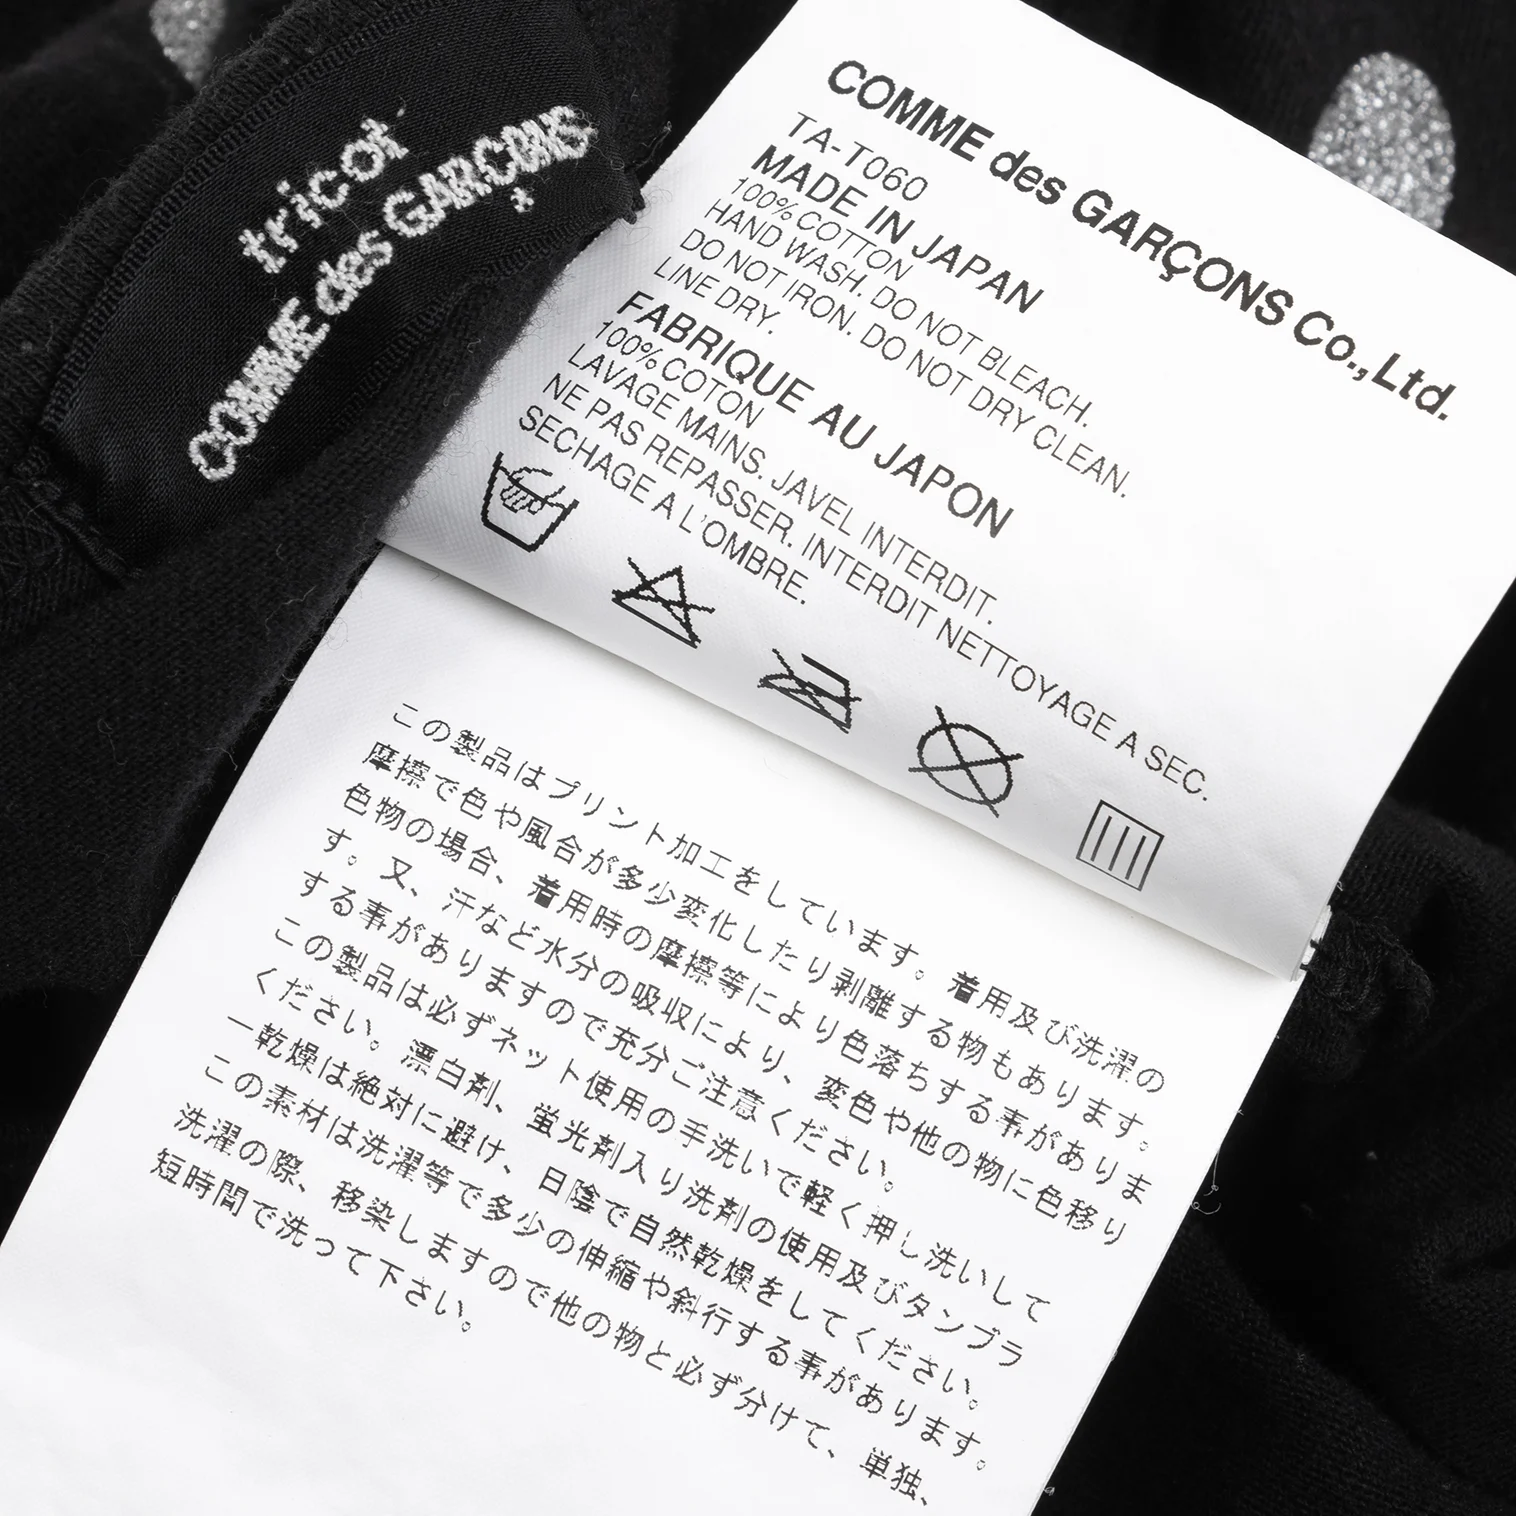 tricot
COMME des GARÇONS
COMME des GARÇONS Co., Ltd.
TA-T060
MADE IN JAPAN
100% COTTON
HAND WASH. DO NOT BLEACH.
DO NOT IRON. DO NOT DRY CLEAN.
LINE DRY.
FABRIQUE AU JAPON
100% COTON
LAVAGE MAINS. JAVEL INTERDIT.
NE PAS REPASSER. INTERDIT NETTOYAGE A SEC.
SECHAGE A L'OMBRE.
この製品はプリント加工をしています。着用及び洗濯の
摩擦で色や風合が多少変化したり剥離する物もあります。
色物の場合、着用時の摩擦等により色落ちする事がありま
す。又、汗など水分の吸収により、変色や他の物に色移り
する事がありますので充分ご注意ください。
この製品は必ずネット使用の手洗いで軽く押し洗いして
ください。漂白剤、蛍光剤入り洗剤の使用及びタンブラ
ー乾燥は絶対に避け、日陰で自然乾燥をしてください。
この素材は洗濯等で多少の伸縮や斜行する事があります。
洗濯の際、移染しますので他の物と必ず分けて、単独、
短時間で洗って下さい。